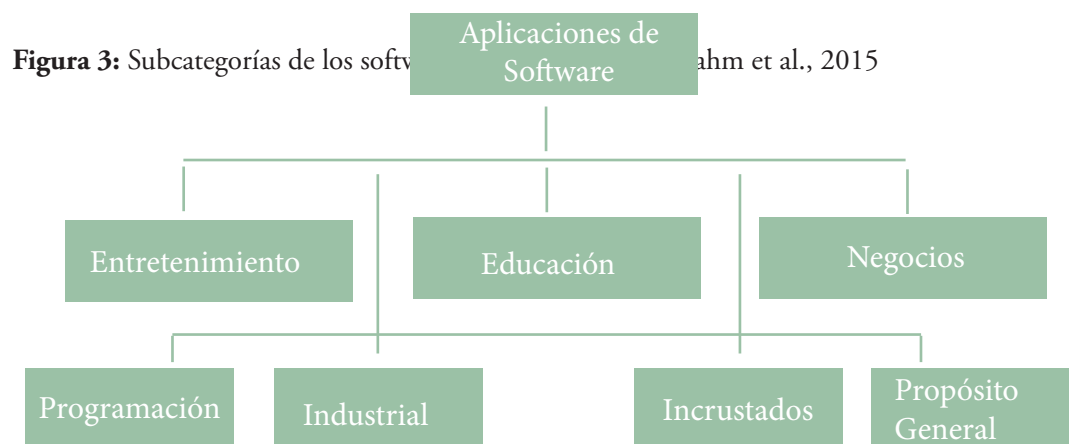 Aplicaciones de
Software
Figura 3: Subcategorías de los softw ahm et al., 2015
Entretenimiento
Educación
Negocios
Programación
Industrial
Incrustados
Propósito
General